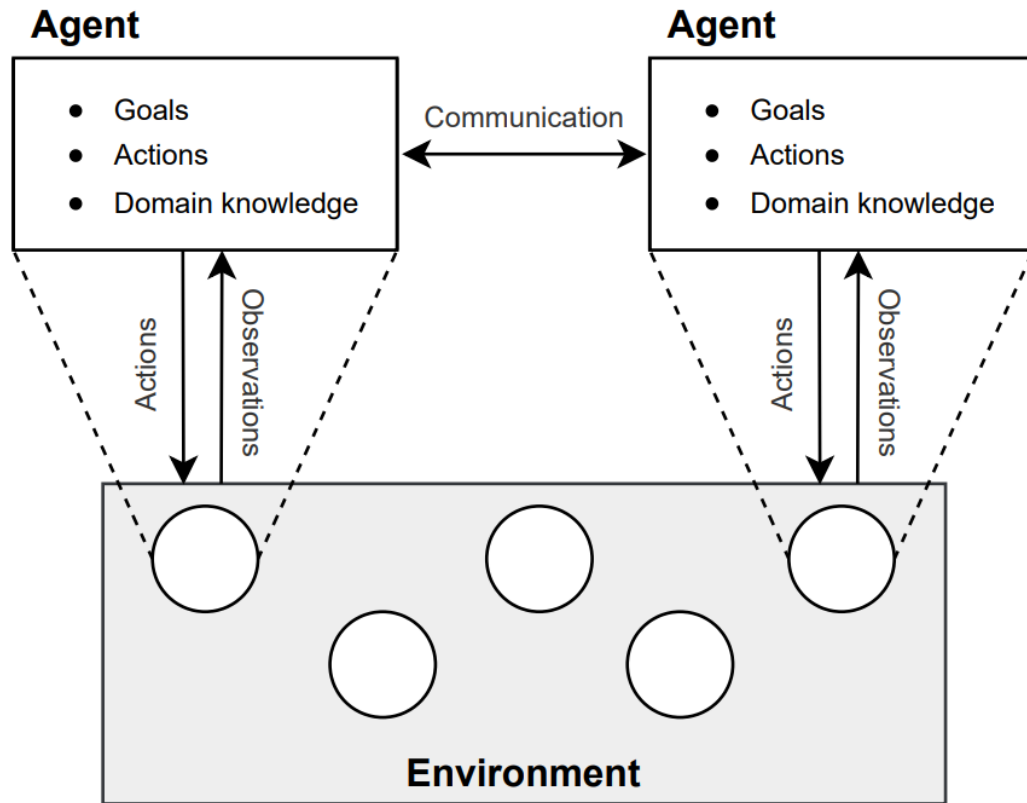 Agent
Agent
• Goals
• Actions
• Domain knowledge
Communication
• Goals
• Actions
• Domain knowledge
Actions
Observations
Actions
Observations
Environment